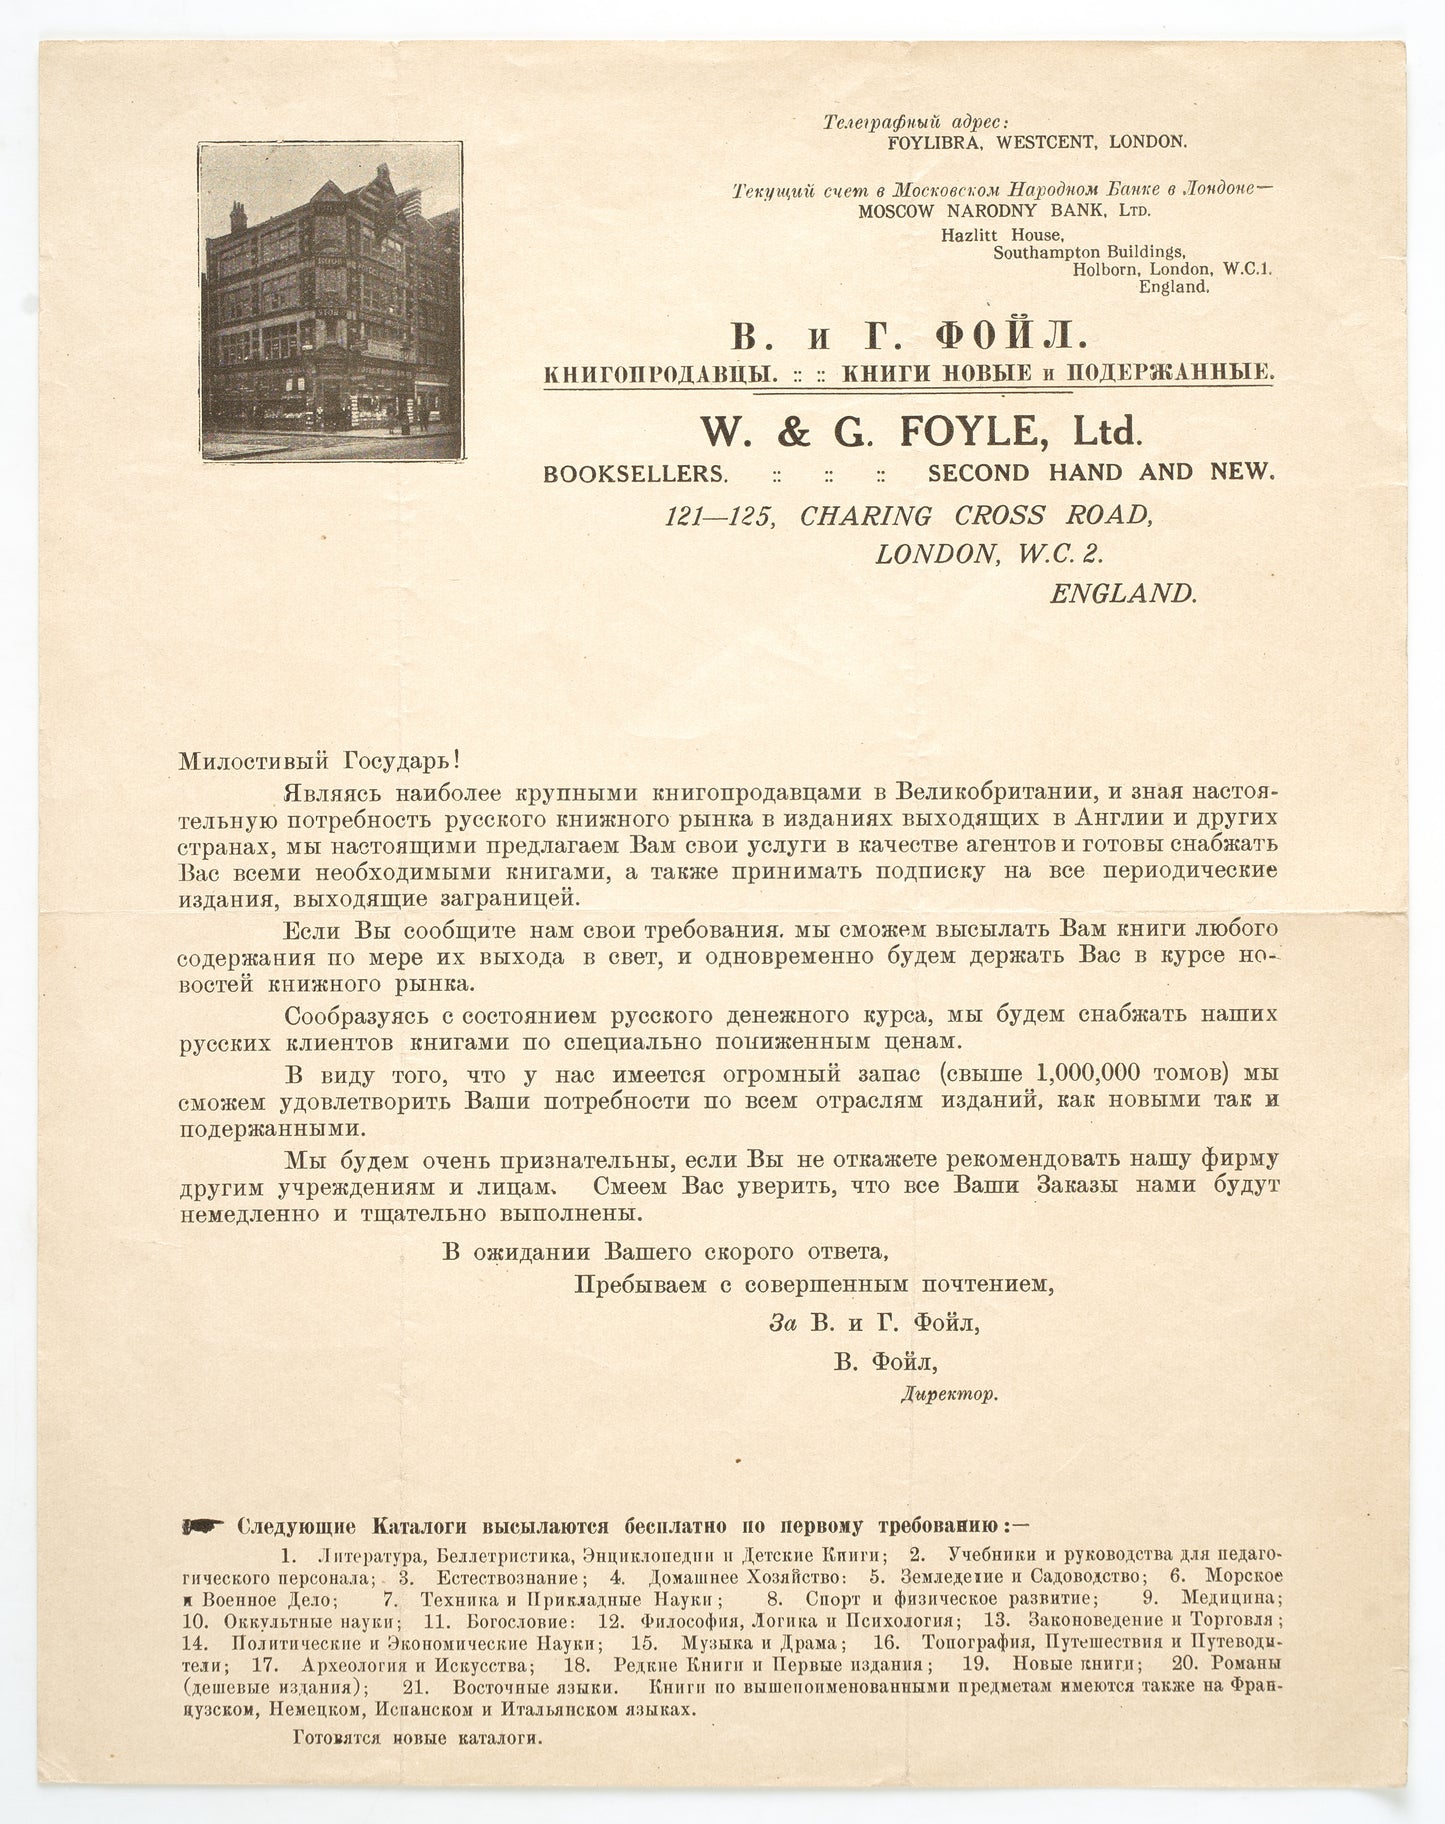 Телеграфный адрес:
FOYLIBRA, WESTCENT, LONDON.
Текущий счет в Московском Народном Банке в Лондоне—
MOSCOW NARODNY BANK, LTD.
Hazlitt House,
Southampton Buildings,
Holborn, London, W.C.1.
England.
В. и Г. ФОЙЛ.
КНИГОПРОДАВЦЫ. :: :: КНИГИ НОВЫЕ и ПОДЕРЖАННЫЕ.
W. & G. FOYLE, Ltd.
BOOKSELLERS. :: :: :: SECOND HAND AND NEW.
121—125, CHARING CROSS ROAD,
LONDON, W.C. 2.
ENGLAND.
Милостивый Государь!
Являясь наиболее крупными книгопродавцами в Великобритании, и зная настоя-
тельную потребность русского книжного рынка в изданиях выходящих в Англии и других
странах, мы настоящими предлагаем Вам свои услуги в качестве агентов и готовы снабжать
Вас всеми необходимыми книгами, а также принимать подписку на все периодические
издания, выходящие заграницей.
Если Вы сообщите нам свои требования, мы сможем высылать Вам книги любого
содержания по мере их выхода в свет, и одновременно будем держать Вас в курсе но-
востей книжного рынка.
Сообразуясь с состоянием русского денежного курса, мы будем снабжать наших
русских клиентов книгами по специально пониженным ценам.
В виду того, что у нас имеется огромный запас (свыше 1,000,000 томов) мы
сможем удовлетворить Ваши потребности по всем отраслям изданий, как новыми так и
подержанными.
Мы будем очень признательны, если Вы не откажете рекомендовать нашу фирму
другим учреждениям и лицам. Смеем Вас уверить, что все Ваши Заказы нами будут
немедленно и тщательно выполнены.
В ожидании Вашего скорого ответа,
Пребываем с совершенным почтением,
За В. и Г. Фойл,
В. Фойл,
Директор.
Следующие Каталоги высылаются бесплатно по первому требованию:—
1. Литература, Беллетристика, Энциклопедии и Детские Книги; 2. Учебники и руководства для педаго-
гического персонала; 3. Естествознание; 4. Домашнее Хозяйство: 5. Земледелие и Садоводство; 6. Морское
и Военное Дело; 7. Техника и Прикладные Науки; 8. Спорт и физическое развитие; 9. Медицина;
10. Оккультные науки; 11. Богословие: 12. Философия, Логика и Психология; 13. Законоведение и Торговля;
14. Политические и Экономические Науки; 15. Музыка и Драма; 16. Топография, Путешествия и Путеводи-
тели; 17. Археология и Искусства; 18. Редкие Книги и Первые издания; 19. Новые книги; 20. Романы
(дешевые издания); 21. Восточные языки. Книги по вышепоименованными предметам имеются также на Фран-
цузском, Немецком, Испанском и Итальянском языках.
Готовятся новые каталоги.